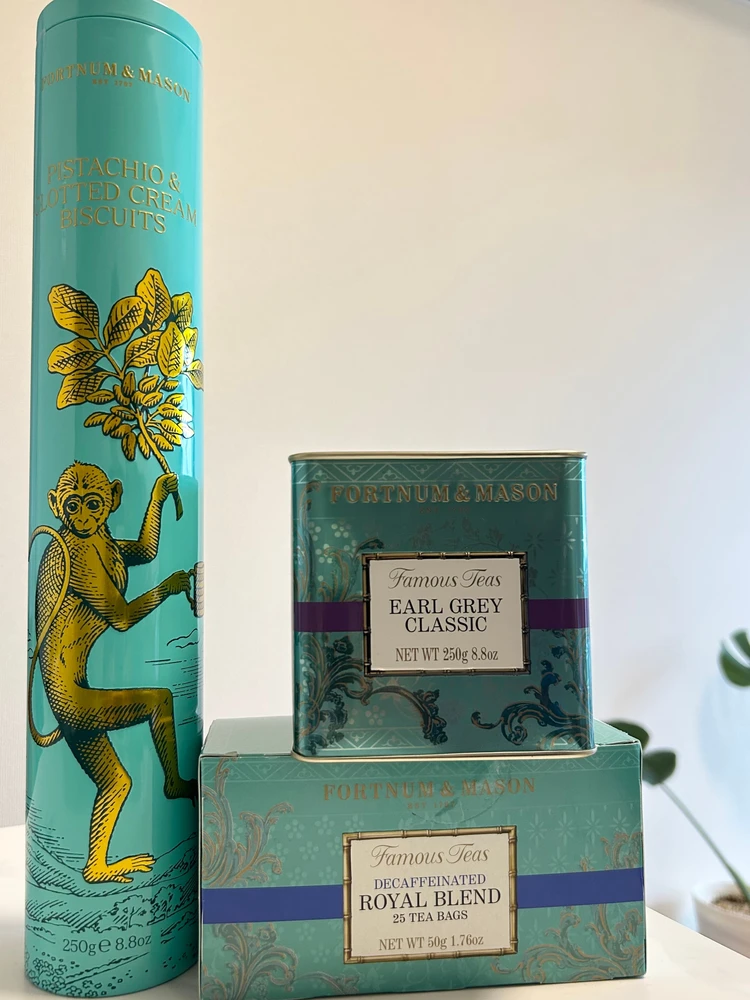 FORTNUM & MASON
PISTACHIO &
CLOTTED CREAM
BISCUITS
250g e 8.8oz
FORTNUM & MASON
Famous Teas
EARL GREY
CLASSIC
NET WT 250g 8.8oz
FORTNUM & MASON
Famous Teas
DECAFFEINATED
ROYAL BLEND
25 TEA BAGS
NET WT 50g 1.76oz